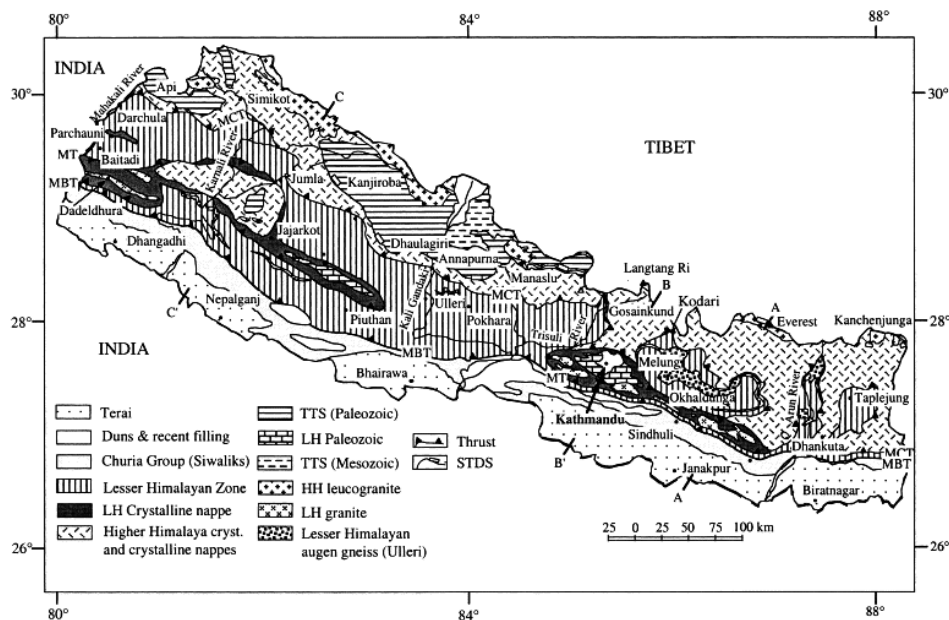 80°
84°
88°
INDIA
30°
30°
Mahakali River
Api
Simikot
C
Darchula
MCT
TIBET
Parchauni
MT
Baitadi
Karnali River
Jumla
Kanjiroba
MBT
A
Dadeldhura
Jajarkot
Dhaulagiri
Dhangadhi
Annapurna
Manaslu
Langtang Ri
B
Kodari
A
Everest
Kanchenjunga
Nepalganj
Kali Gandaki
Ulleri
MCT
Gosainkund
28°
28°
C'
Piuthan
Pokhara
Trisuli
River
INDIA
MBT
Melung
Bhairawa
MT
Okhaldunga
Arun River
Taplejung
Kathmandu
Sindhuli
Dhankuta
MCT
MBT
B'
Janakpur
A
Biratnagar
Terai
Duns & recent filling
Churia Group (Siwaliks)
Lesser Himalayan Zone
LH Crystalline nappe
Higher Himalaya cryst.
and crystalline nappes
TTS (Paleozoic)
LH Paleozoic
TTS (Mesozoic)
HH leucogranite
LH granite
Lesser Himalayan
augen gneiss (Ulleri)
Thrust
STDS
25 0 25 50 75 100 km
26°
26°
80°
84°
88°